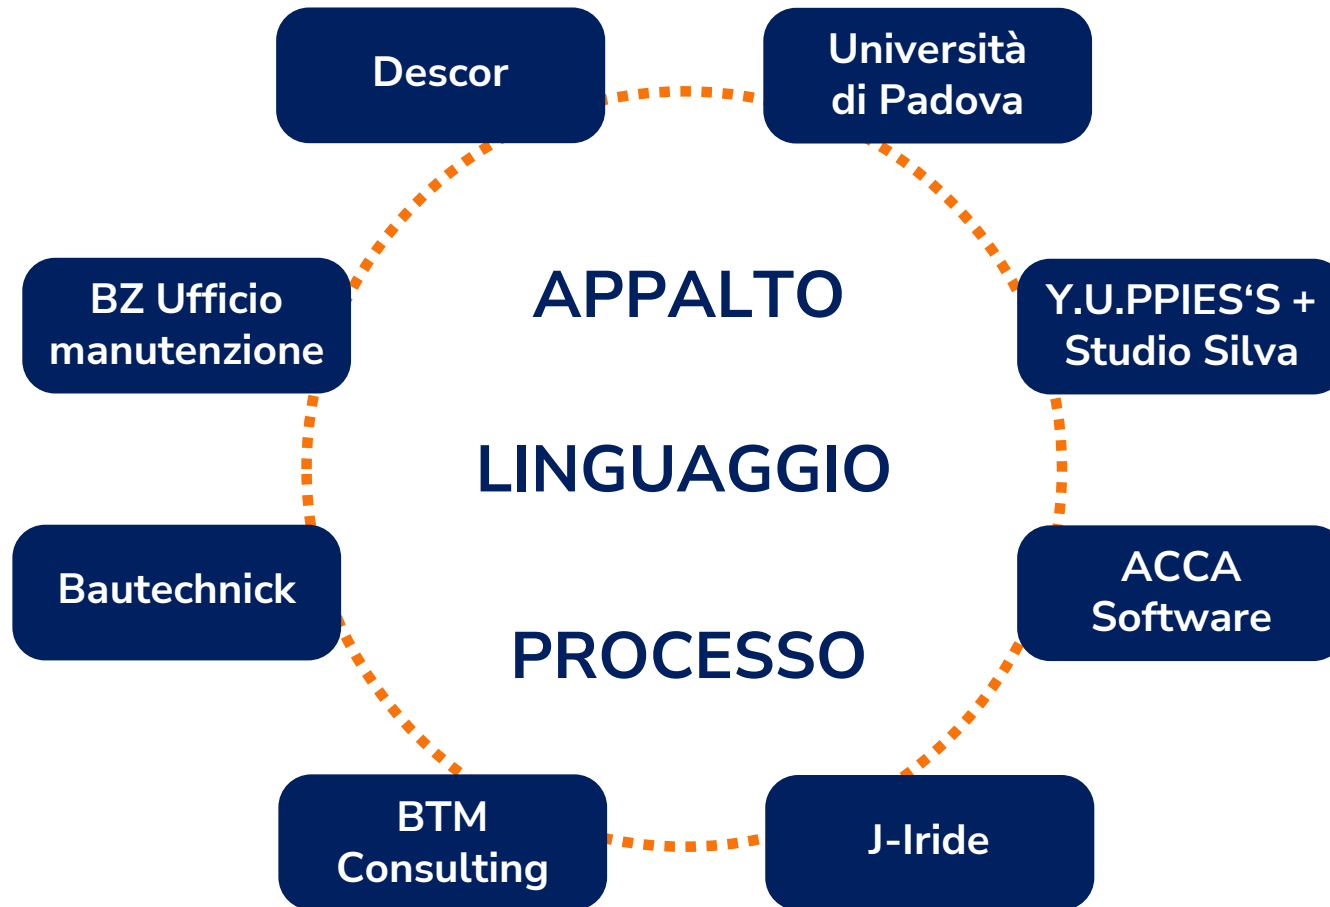 Descor
Università
di Padova
APPALTO
BZ Ufficio
manutenzione
Y.U.PPIES‘S +
Studio Silva
LINGUAGGIO
Bautechnick
ACCA
Software
PROCESSO
BTM
Consulting
J-Iride